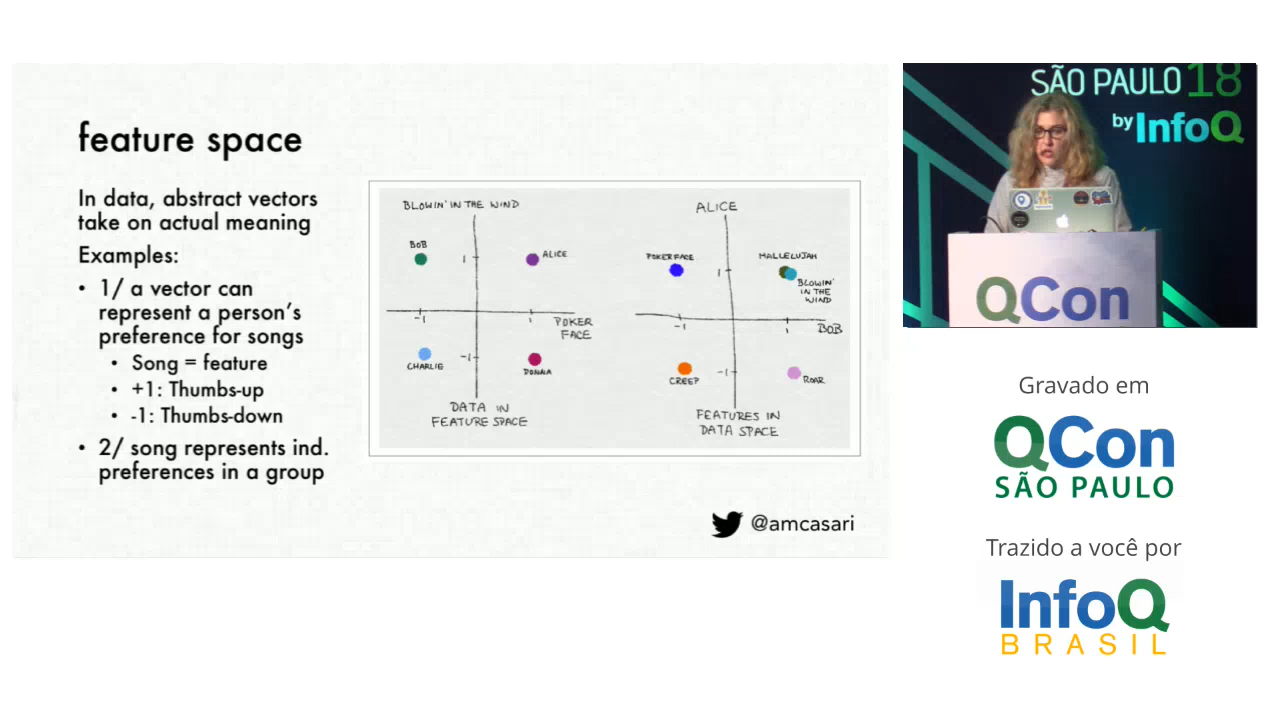 feature space
In data, abstract vectors
take on actual meaning
Examples:
• 1/ a vector can
represent a person's
preference for songs
• Song = feature
• +1: Thumbs-up
• -1: Thumbs-down
• 2/ song represents ind.
preferences in a group
BLOWIN' IN THE WIND
BOB
1
ALICE
-1
1
POKER
FACE
-1
CHARLIE
DONNA
DATA IN
FEATURE SPACE
ALICE
POKERFACE
1
HALLELUJAH
BLOWIN'
IN THE
WIND
-1
1
BOB
-1
CREEP
ROAR
FEATURES IN
DATA SPACE
@amcasari
SÃO PAULO 18
by InfoQ
QCon
Gravado em
QCon
SÃO PAULO
Trazido a você por
InfoQ
BRASIL